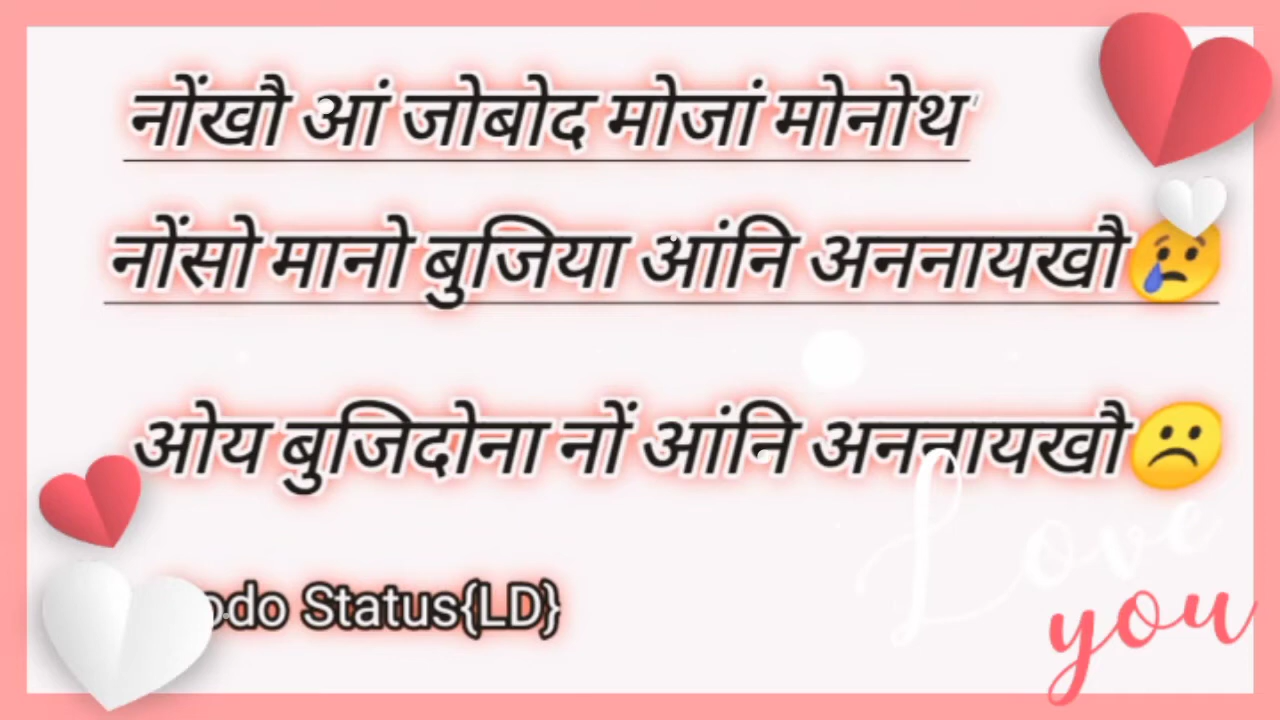 नोंखौ आं जोबोद मोजां मोनोथ'
नोंसो मानो बुजिया आंनि अननायखौ😢
ओय बुजिदोना नों आंनि अननायखौ🙁
Status{LD}
Love
you